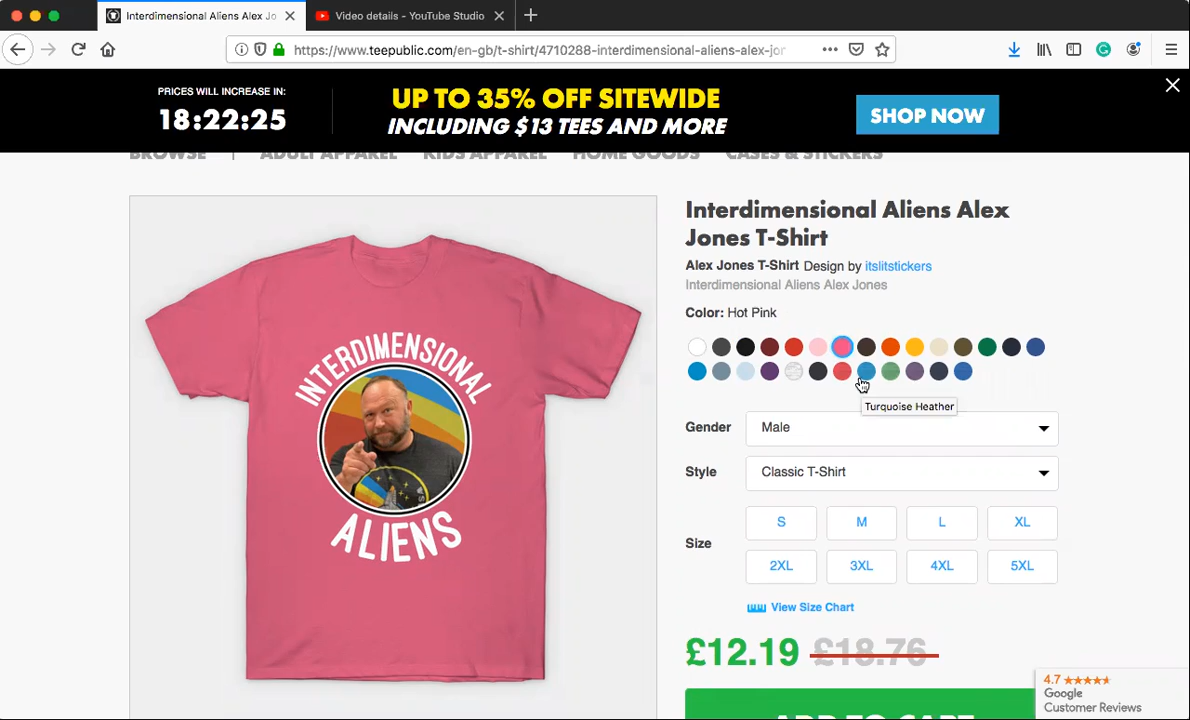 Interdimensional Aliens Alex Jo
Video details - YouTube Studio
https://www.teepublic.com/en-gb/t-shirt/4710288-interdimensional-aliens-alex-jor
PRICES WILL INCREASE IN:
18:22:25
UP TO 35% OFF SITEWIDE
INCLUDING $13 TEES AND MORE
SHOP NOW
BROWSE | ADULT APPAREL KIDS APPAREL HOME GOODS CASES & STICKERS
INTERDIMENSIONAL
ALIENS
Interdimensional Aliens Alex
Jones T-Shirt
Alex Jones T-Shirt Design by itslitstickers
Interdimensional Aliens Alex Jones
Color: Hot Pink
Turquoise Heather
Gender Male
Style Classic T-Shirt
Size
S M L XL
2XL 3XL 4XL 5XL
View Size Chart
£12.19 £18.76
ADD TO CART
4.7
Google
Customer Reviews